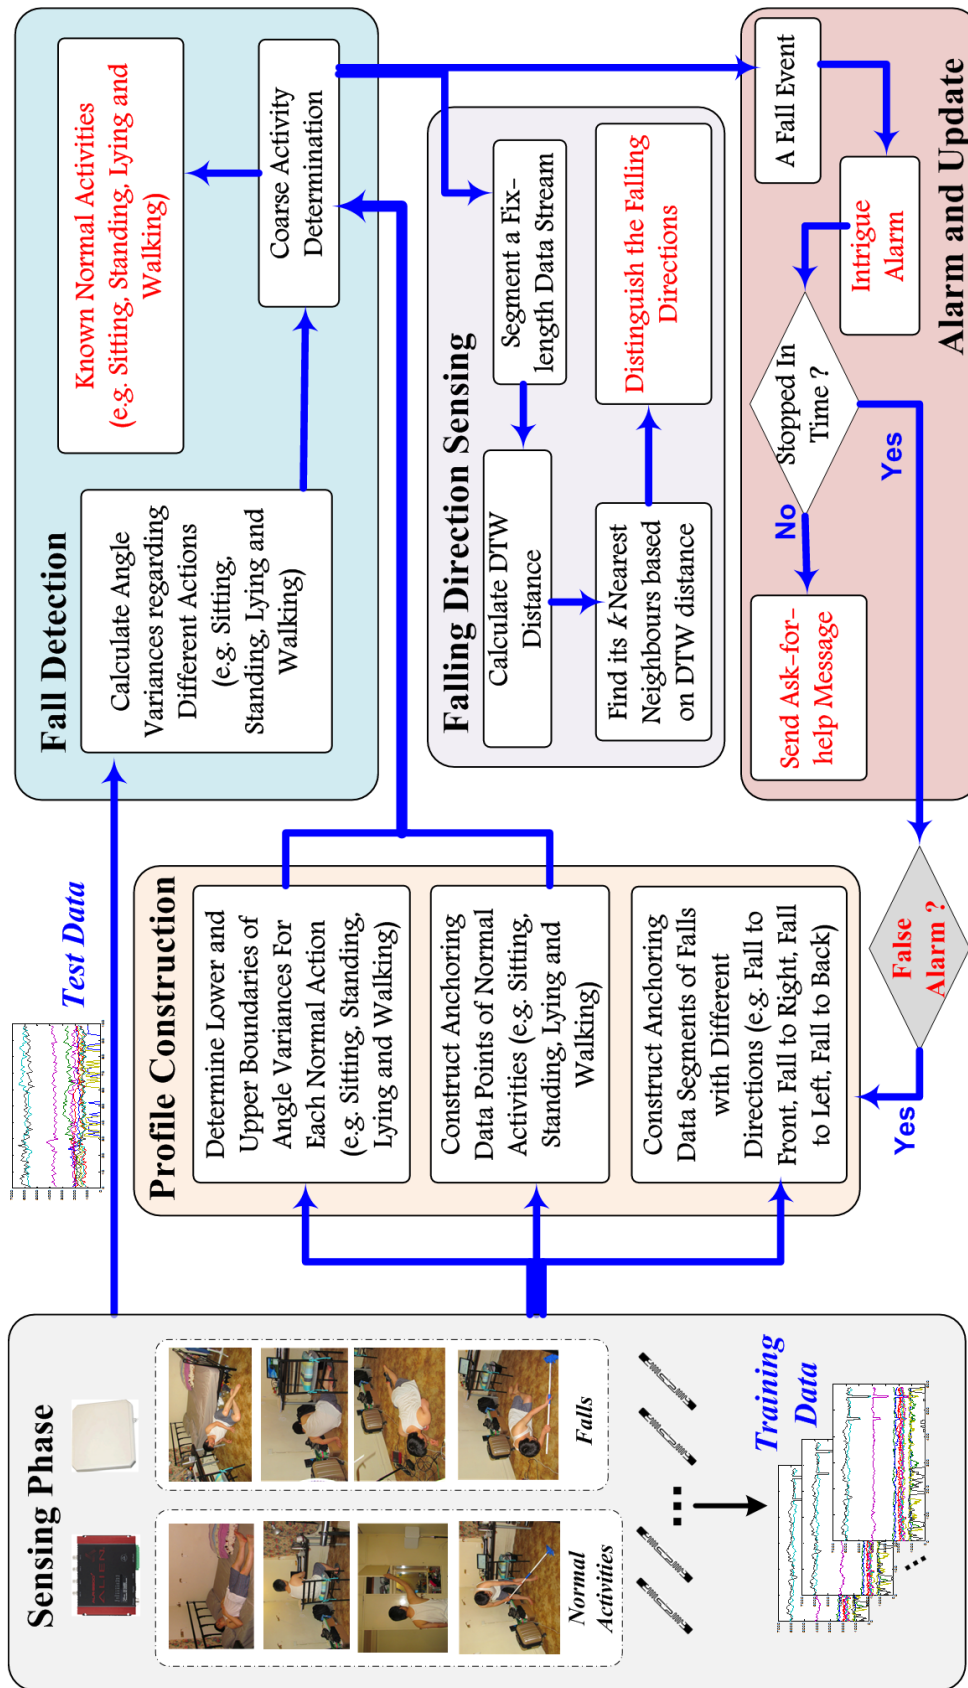 Sensing Phase
Normal
Activities
Falls
Training
Data
Test Data
Profile Construction
Determine Lower and
Upper Boundaries of
Angle Variances For
Each Normal Action
(e.g. Sitting, Standing,
Lying and Walking)
Construct Anchoring
Data Points of Normal
Activities (e.g. Sitting,
Standing, Lying and
Walking)
Construct Anchoring
Data Segments of Falls
with Different
Directions (e.g. Fall to
Front, Fall to Right, Fall
to Left, Fall to Back)
Fall Detection
Calculate Angle
Variances regarding
Different Actions
(e.g. Sitting,
Standing, Lying and
Walking)
Known Normal Activities
(e.g. Sitting, Standing, Lying and
Walking)
Coarse Activity
Determination
Falling Direction Sensing
Segment a Fix-
length Data Stream
Calculate DTW
Distance
Find its k Nearest
Neighbours based
on DTW distance
Distinguish the Falling
Directions
A Fall Event
Intrigue
Alarm
Stopped In
Time ?
No
Yes
Send Ask-for-
help Message
Alarm and Update
False
Alarm ?
Yes